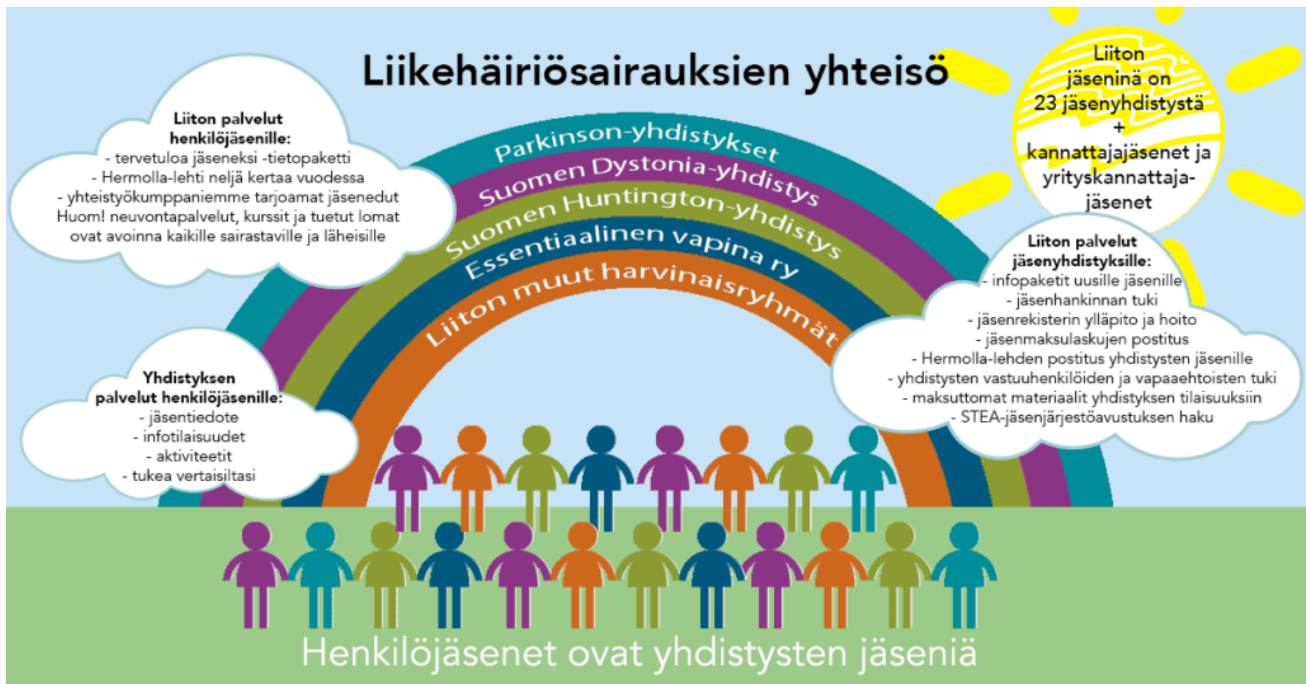 Liikehäiriösairauksien yhteisö
Liiton palvelut
henkilöjäsenille:
- tervetuloa jäseneksi -tietopaketti
- Hermolla-lehti neljä kertaa vuodessa
- yhteistyökumppaniemme tarjoamat jäsenedut
Huom! neuvontapalvelut, kurssit ja tuetut lomat
ovat avoinna kaikille sairastaville ja läheisille
Yhdistyksen
palvelut henkilöjäsenille:
- jäsentiedote
- infotilaisuudet
- aktiviteetit
- tukea vertaisiltasi
Parkinson-yhdistykset
Suomen Dystonia-yhdistys
Suomen Huntington-yhdistys
Essentiaalinen vapina ry
Liiton muut harvinaisryhmät
Liiton
jäseninä on
23 jäsenyhdistystä
+
kannattajajäsenet ja
yrityskannattaja-
jäsenet
Liiton palvelut
jäsenyhdistyksille:
- infopaketit uusille jäsenille
- jäsenhankinnan tuki
- jäsenrekisterin ylläpito ja hoito
- jäsenmaksulaskujen postitus
- Hermolla-lehden postitus yhdistysten jäsenille
- yhdistysten vastuuhenkilöiden ja vapaaehtoisten tuki
- maksuttomat materiaalit yhdistyksen tilaisuuksiin
- STEA-jäsenjärjestöavustuksen haku
Henkilöjäsenet ovat yhdistysten jäseniä